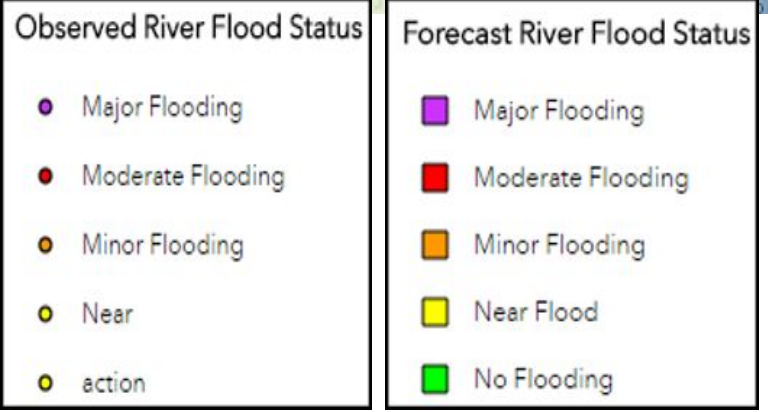 Observed River Flood Status
Major Flooding
Moderate Flooding
Minor Flooding
Near
action
Forecast River Flood Status
Major Flooding
Moderate Flooding
Minor Flooding
Near Flood
No Flooding